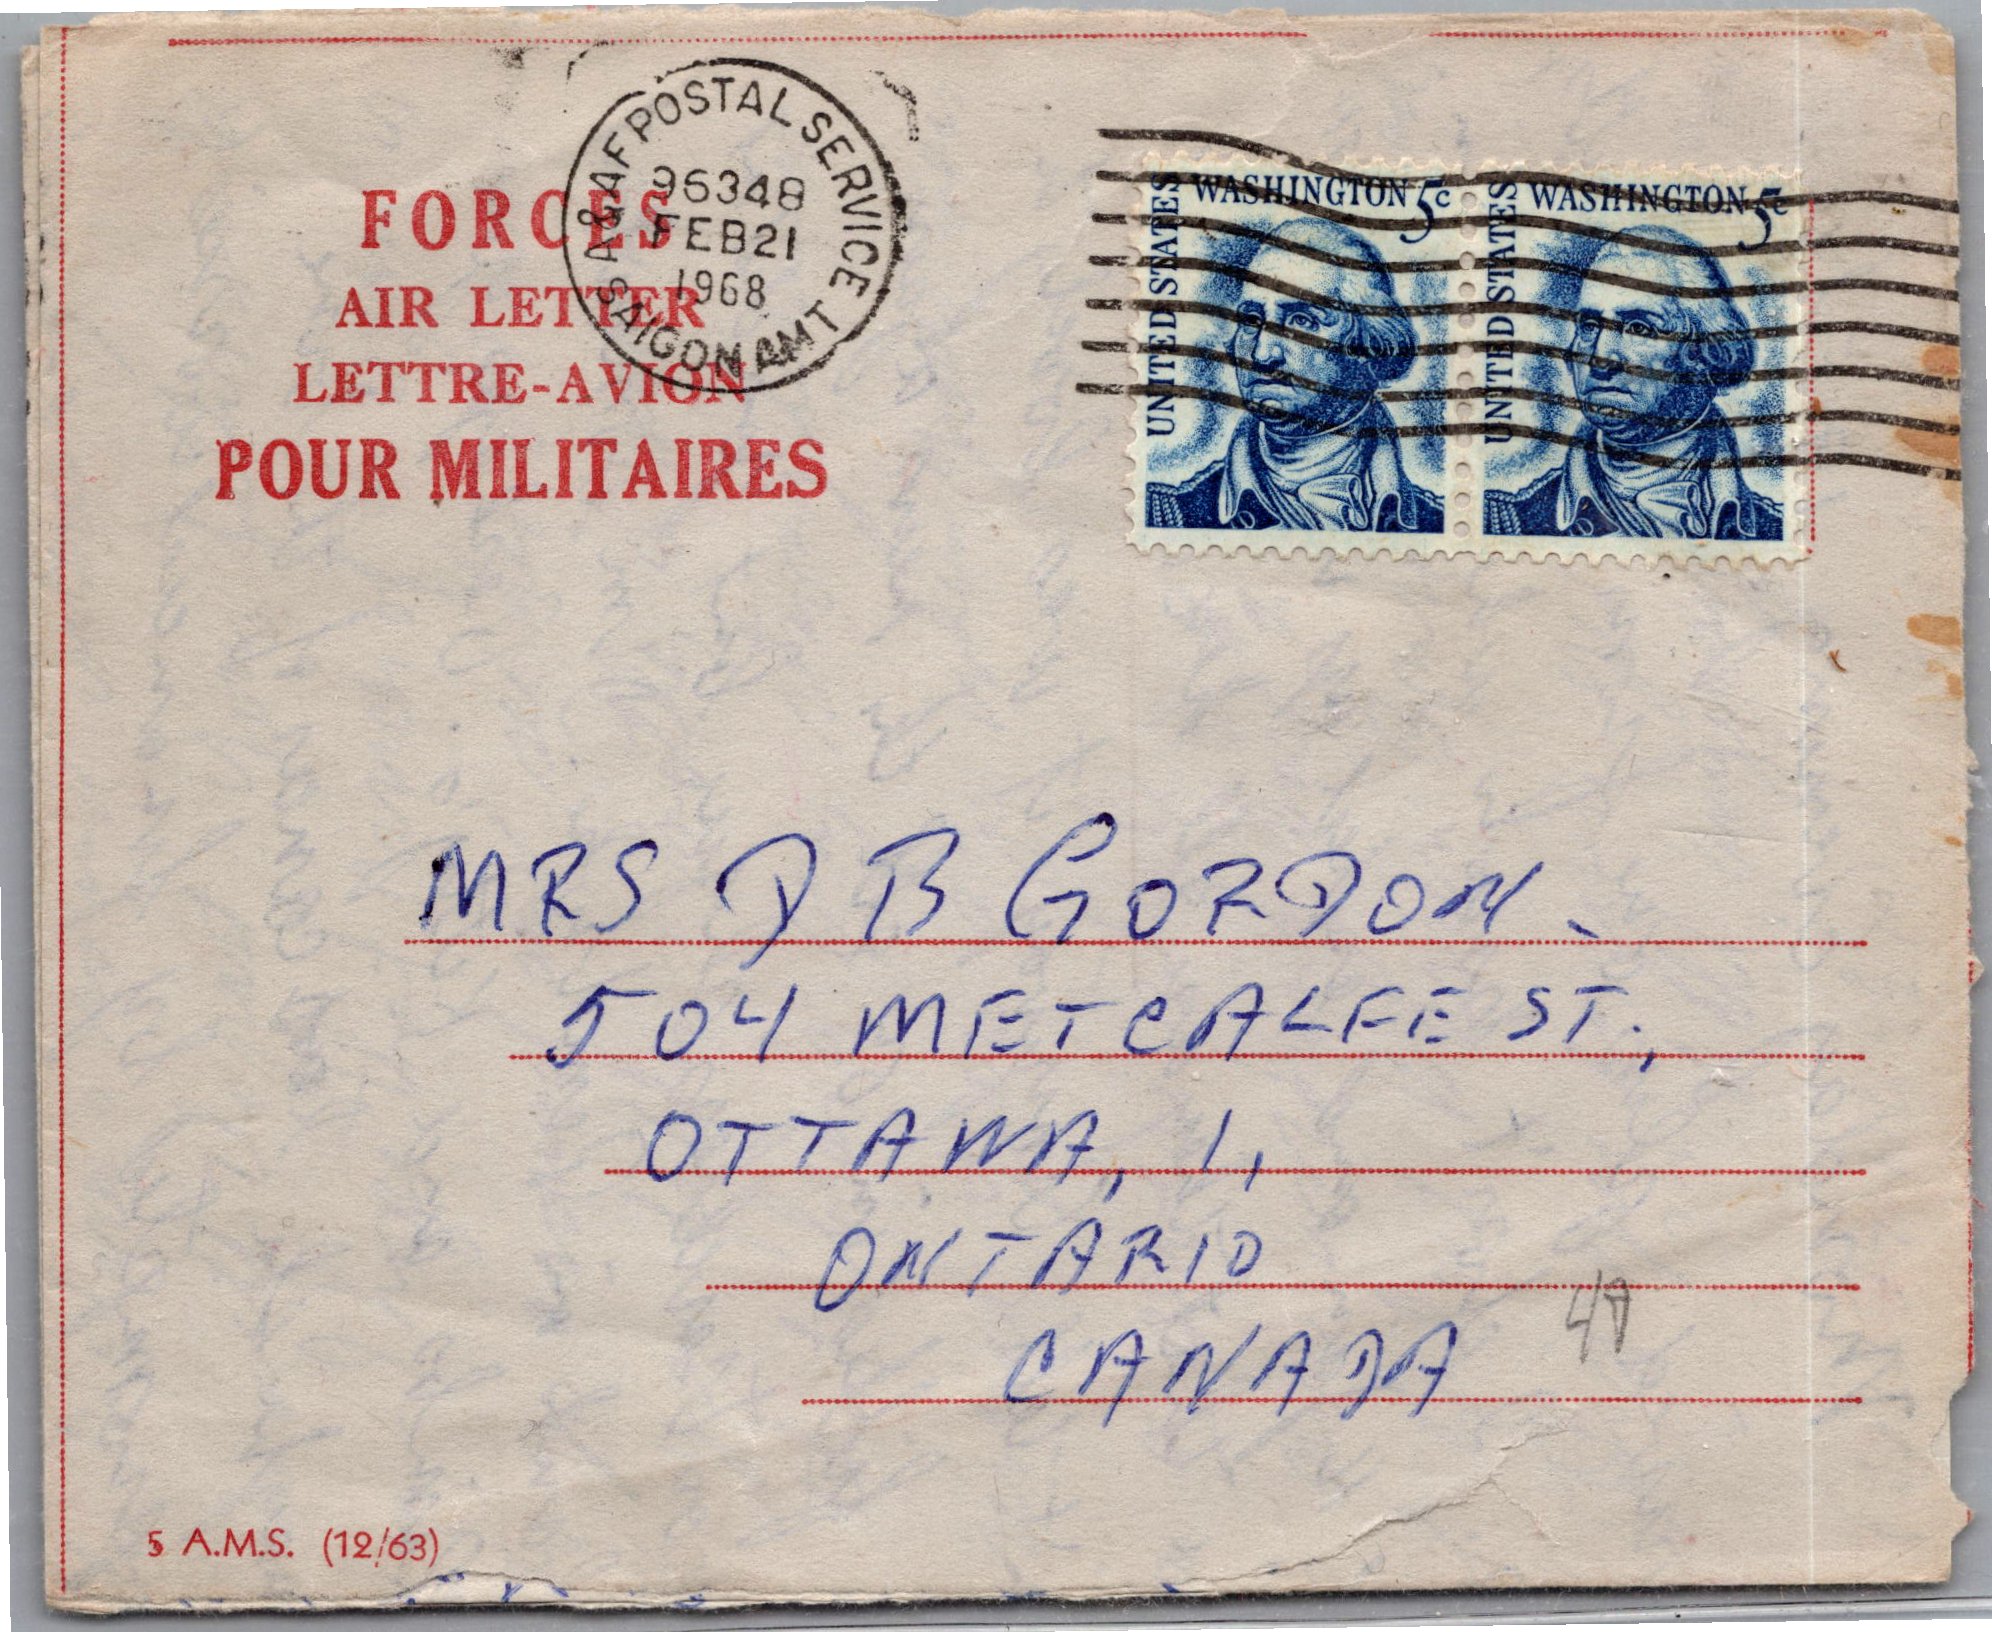 A&AF POSTAL SERVICE
96348
FEB 21
1968
SAIGON AMT
UNITED STATES
WASHINGTON 5c
UNITED STATES
WASHINGTON 5c
FORCES
AIR LETTER
LETTRE-AVION
POUR MILITAIRES
MRS D B GORDON
504 METCALFE ST.,
OTTAWA, 1,
ONTARIO
CANADA
5 A.M.S. (12/63)